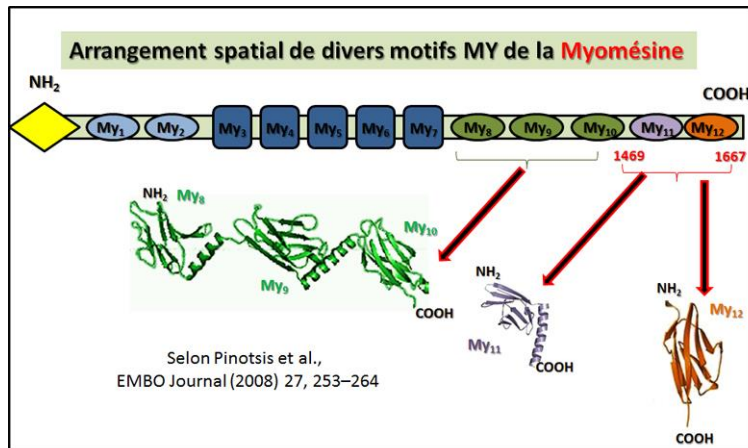 Arrangement spatial de divers motifs MY de la Myomésine
NH2
COOH
My1 My2 My3 My4 My5 My6 My7 My8 My9 My10 My11 My12
1469 1667
NH2 My8
My10
My9
COOH
NH2
My11
COOH
NH2
My12
COOH
Selon Pinotsis et al.,
EMBO Journal (2008) 27, 253–264